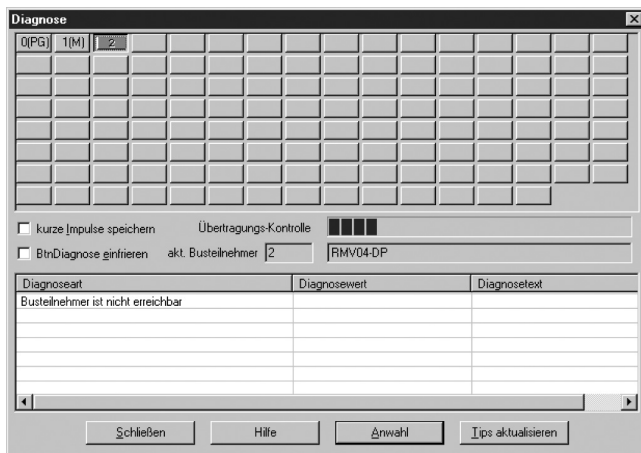 Diagnose
0(PG) 1(M) 2
kurze Impulse speichern Übertragungs-Kontrolle
BtnDiagnose einfrieren akt. Busteilnehmer 2 RMV04-DP
Diagnoseart Diagnosewert Diagnosetext
Busteilnehmer ist nicht erreichbar
Schließen Hilfe Anwahl Tips aktualisieren